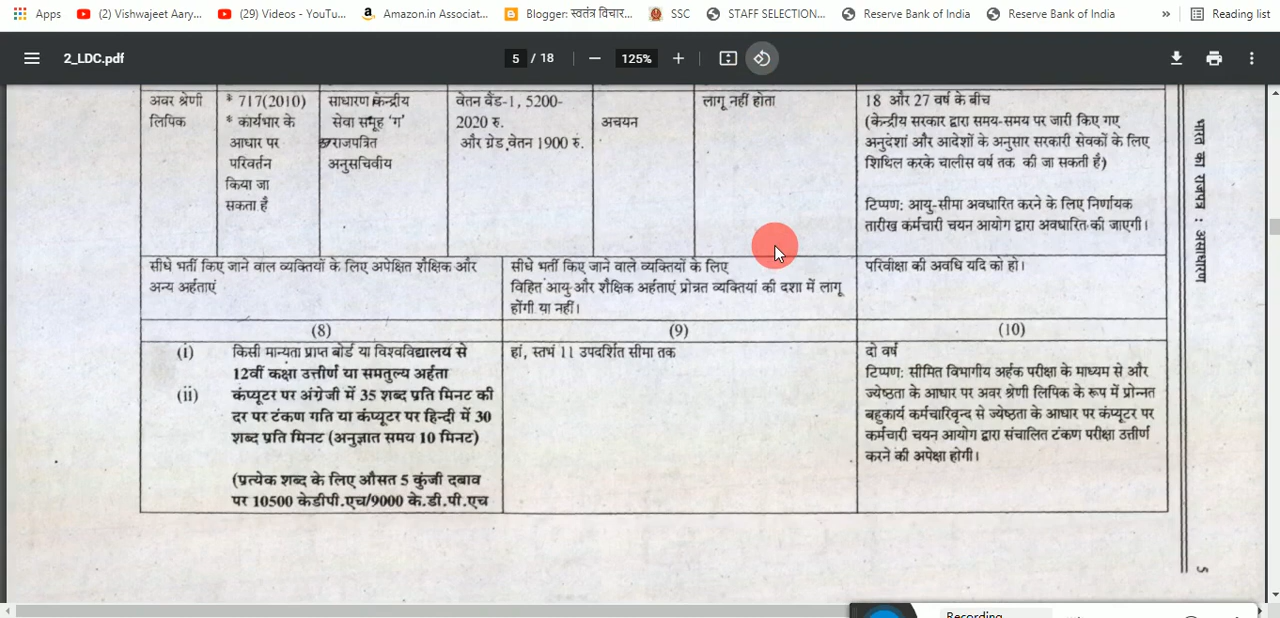 Apps (2) Vishwajeet Aary... (29) Videos - YouTu... Amazon.in Associat... Blogger: स्वतंत्र विचार... SSC STAFF SELECTION... Reserve Bank of India Reserve Bank of India » Reading list
2_LDC.pdf 5 / 18 — 125% +
अवर श्रेणी
लिपिक
* 717(2010)
* कार्यभार के
आधार पर
परिवर्तन
किया जा
सकता है
साधारण केन्द्रीय
सेवा समूह 'ग'
अराजपत्रित
अनुसचिवीय
वेतन बैंड-1, 5200-
2020 रु.
और ग्रेड वेतन 1900 रु.
अचयन
लागू नहीं होता
18 और 27 वर्ष के बीच
(केन्द्रीय सरकार द्वारा समय-समय पर जारी किए गए
अनुदेशों और आदेशों के अनुसार सरकारी सेवकों के लिए
शिथिल करके चालीस वर्ष तक की जा सकती है)
टिप्पण: आयु-सीमा अवधारित करने के लिए निर्णायक
तारीख कर्मचारी चयन आयोग द्वारा अवधारित की जाएगी।
सीधे भर्ती किए जाने वाल व्यक्तियों के लिए अपेक्षित शैक्षिक और
अन्य अर्हताएं
सीधे भर्ती किए जाने वाले व्यक्तियों के लिए
विहित आयु और शैक्षिक अर्हताएं प्रोन्नत व्यक्तियां की दशा में लागू
होंगी या नहीं।
परिवीक्षा की अवधि यदि को हो।
(8)
(9)
(10)
(i) किसी मान्यता प्राप्त बोर्ड या विश्वविद्यालय से
12वीं कक्षा उत्तीर्ण या समतुल्य अर्हता
(ii) कंप्यूटर पर अंग्रेजी में 35 शब्द प्रति मिनट की
दर पर टंकण गति या कंप्यूटर पर हिन्दी में 30
शब्द प्रति मिनट (अनुज्ञात समय 10 मिनट)
(प्रत्येक शब्द के लिए औसत 5 कुंजी दबाव
पर 10500 केडीपी.एच/9000 के.डी.पी.एच
हां, स्तभं 11 उपदर्शित सीमा तक
दो वर्ष
टिप्पण: सीमित विभागीय अर्हक परीक्षा के माध्यम से और
ज्येष्ठता के आधार पर अवर श्रेणी लिपिक के रूप में प्रोन्नत
बहुकार्य कर्मचारिवृन्द से ज्येष्ठता के आधार पर कंप्यूटर पर
कर्मचारी चयन आयोग द्वारा संचालित टंकण परीक्षा उत्तीर्ण
करने की अपेक्षा होगी।
भारत का राजपत्र : असाधारण
5
Recording